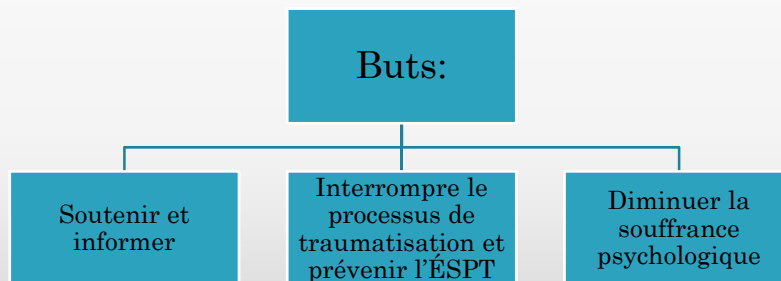 Buts:
Soutenir et
informer
Interrompre le
processus de
traumatisation et
prévenir l'ÉSPT
Diminuer la
souffrance
psychologique